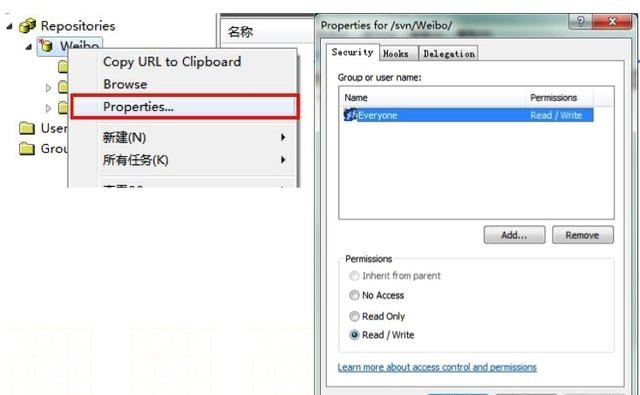 Repositories
名称
Weibo
Copy URL to Clipboard
Browse
Properties...
User
Grou
新建(N)
所有任务(K)
Properties for /svn/Weibo/
Security
Hooks
Delegation
Group or user name:
Name
Permissions
Everyone
Read / Write
Add...
Remove
Permissions
Inherit from parent
No Access
Read Only
Read / Write
Learn more about access control and permissions